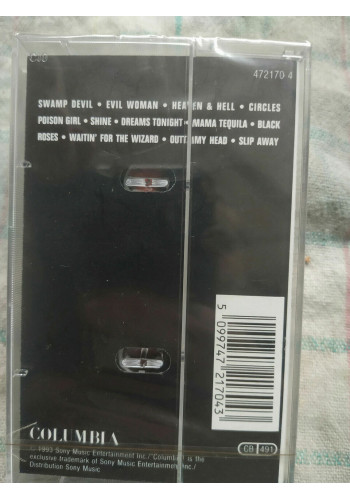 472170 4
SWAMP DEVIL • EVIL WOMAN • HEAVEN & HELL • CIRCLES
POISON GIRL • SHINE • DREAMS TONIGHT • MAMA TEQUILA • BLACK
ROSES • WAITIN' FOR THE WIZARD • OUTTA MY HEAD • SLIP AWAY
5 099747 217043
COLUMBIA
© 1993 Sony Music Entertainment Inc./"Columbia" is the
exclusive trademark of Sony Music Entertainment Inc./
Distribution Sony Music
CB 491